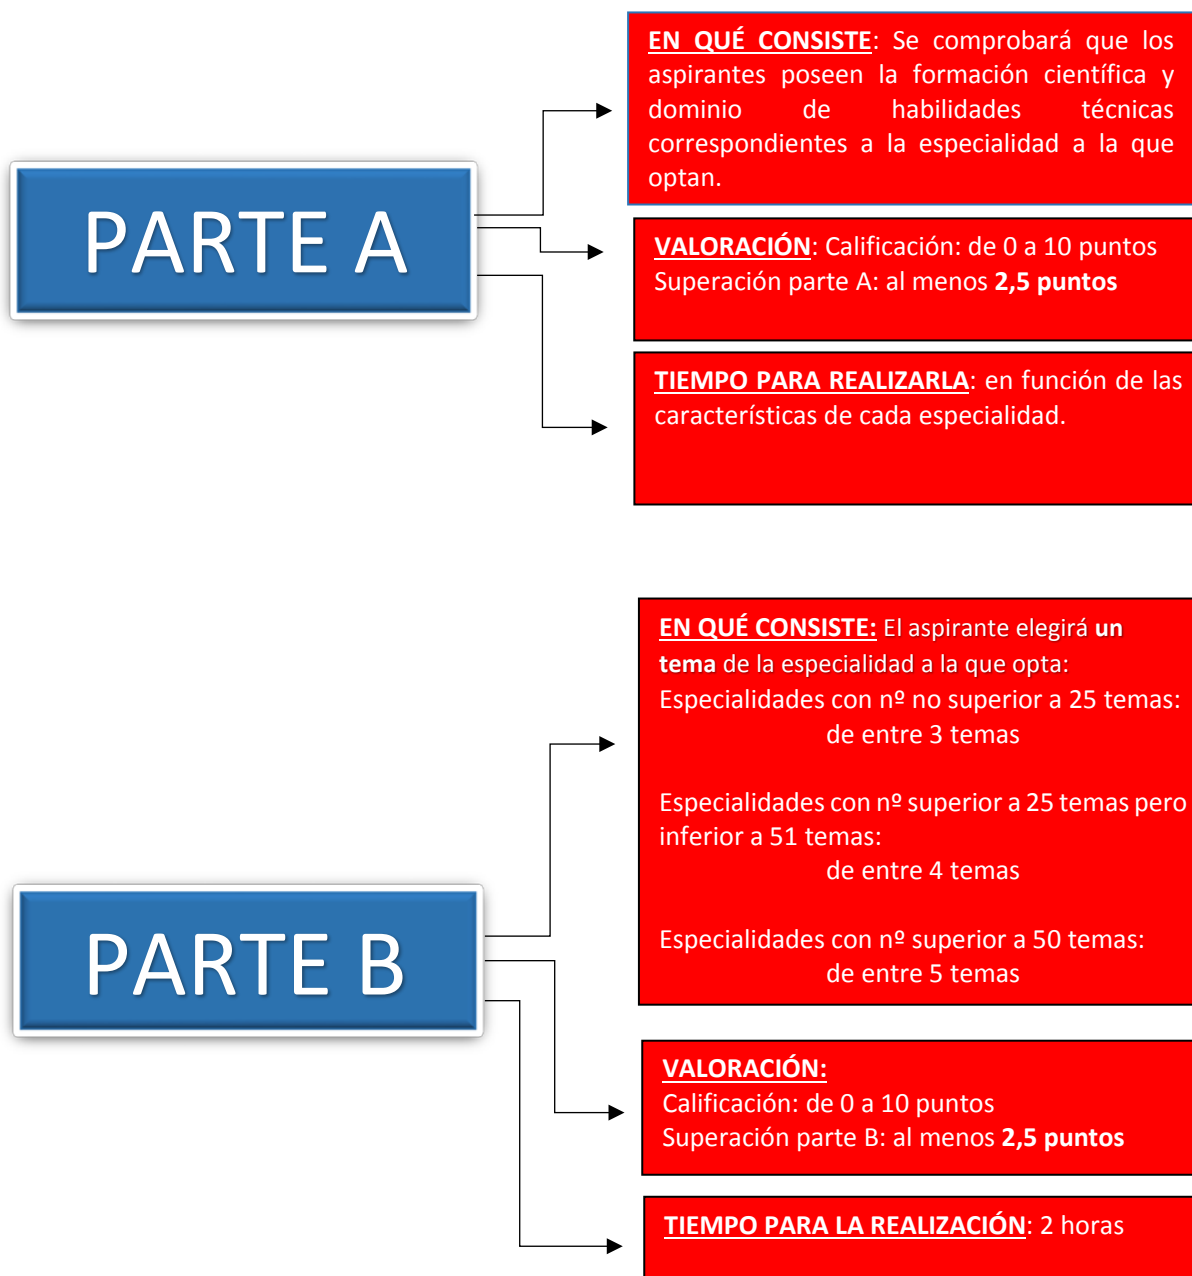 PARTE A
EN QUÉ CONSISTE: Se comprobará que los
aspirantes poseen la formación científica y
dominio de habilidades técnicas
correspondientes a la especialidad a la que
optan.
VALORACIÓN: Calificación: de 0 a 10 puntos
Superación parte A: al menos 2,5 puntos
TIEMPO PARA REALIZARLA: en función de las
características de cada especialidad.
PARTE B
EN QUÉ CONSISTE: El aspirante elegirá un
tema de la especialidad a la que opta:
Especialidades con nº no superior a 25 temas:
de entre 3 temas
Especialidades con nº superior a 25 temas pero
inferior a 51 temas:
de entre 4 temas
Especialidades con nº superior a 50 temas:
de entre 5 temas
VALORACIÓN:
Calificación: de 0 a 10 puntos
Superación parte B: al menos 2,5 puntos
TIEMPO PARA LA REALIZACIÓN: 2 horas